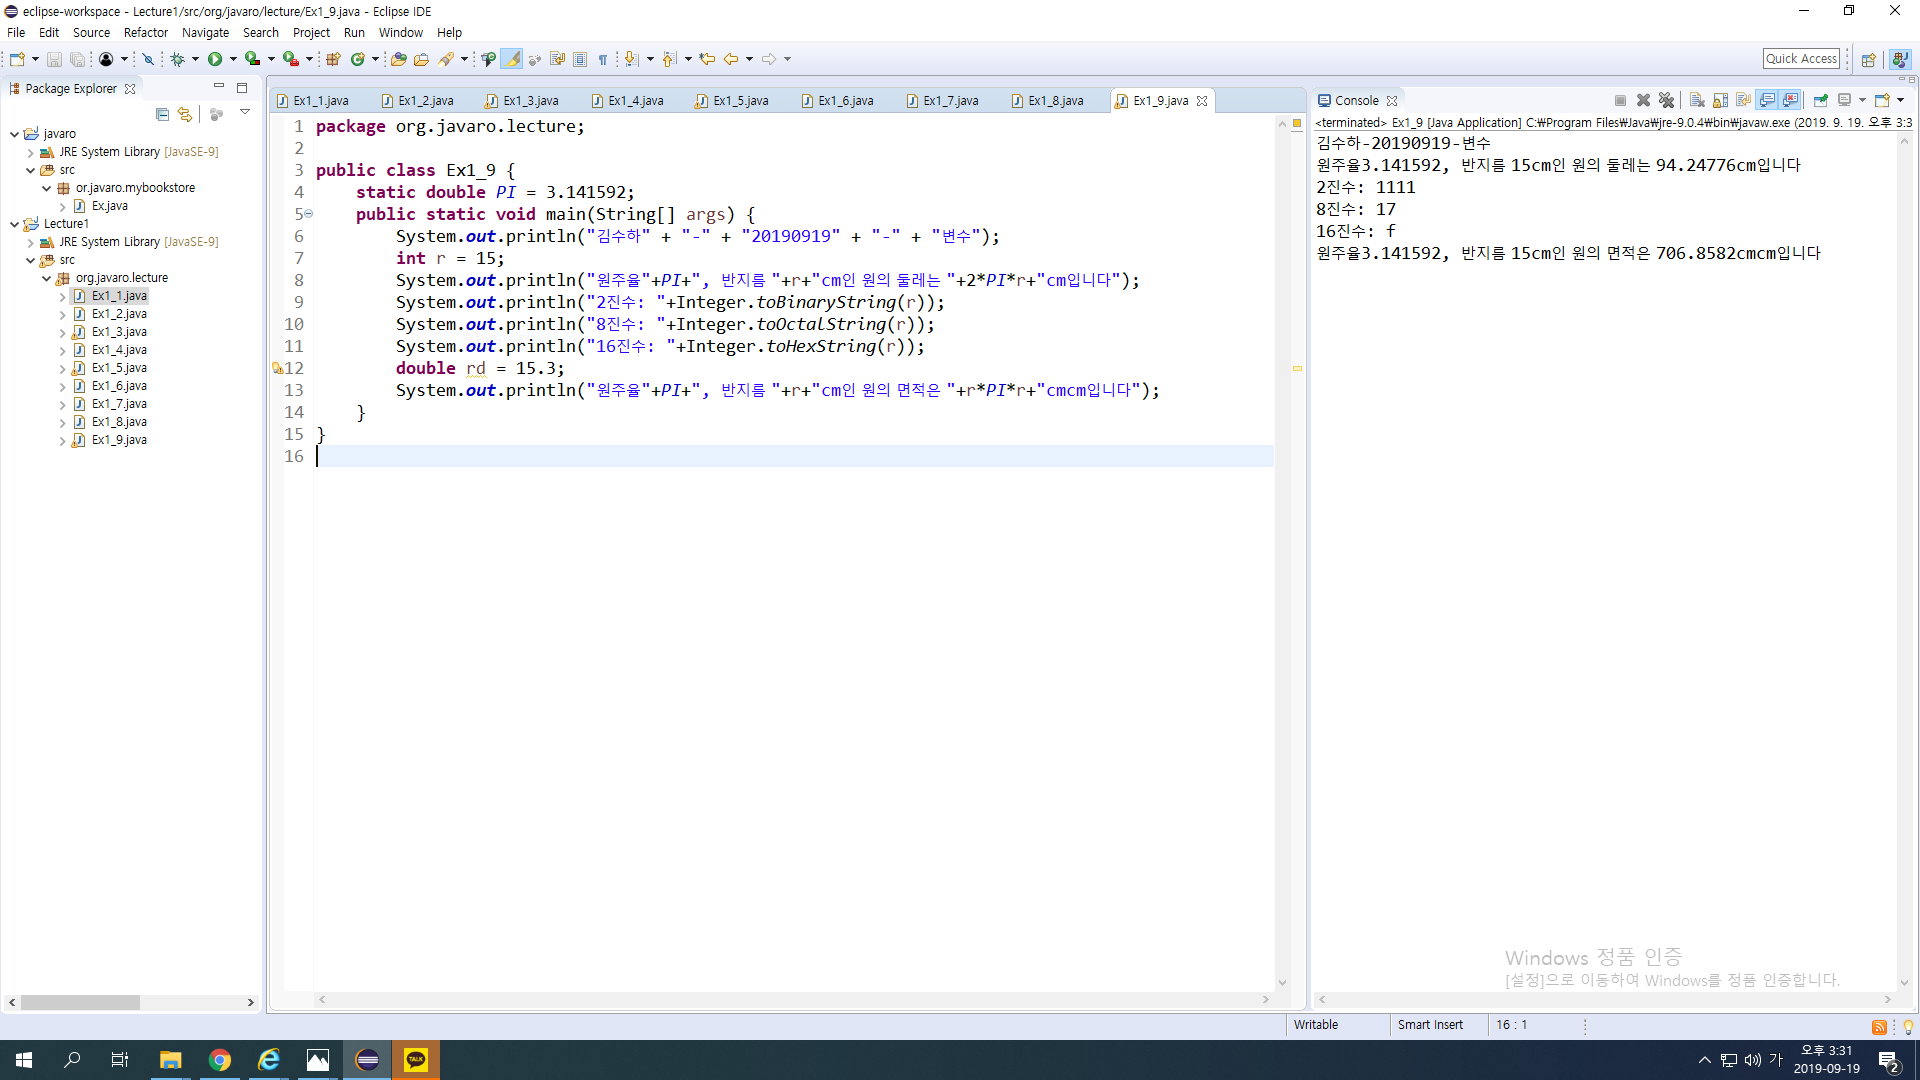 eclipse-workspace - Lecture1/src/org/javaro/lecture/Ex1_9.java - Eclipse IDE
File Edit Source Refactor Navigate Search Project Run Window Help
Quick Access
Package Explorer
javaro
JRE System Library [JavaSE-9]
src
or.javaro.mybookstore
Ex.java
Lecture1
JRE System Library [JavaSE-9]
src
org.javaro.lecture
Ex1_1.java
Ex1_2.java
Ex1_3.java
Ex1_4.java
Ex1_5.java
Ex1_6.java
Ex1_7.java
Ex1_8.java
Ex1_9.java
Ex1_1.java Ex1_2.java Ex1_3.java Ex1_4.java Ex1_5.java Ex1_6.java Ex1_7.java Ex1_8.java Ex1_9.java
1 package org.javaro.lecture;
2
3 public class Ex1_9 {
4 static double PI = 3.141592;
5 public static void main(String[] args) {
6 System.out.println("김수하" + "-" + "20190919" + "-" + "변수");
7 int r = 15;
8 System.out.println("원주율"+PI+", 반지름 "+r+"cm인 원의 둘레는 "+2*PI*r+"cm입니다");
9 System.out.println("2진수: "+Integer.toBinaryString(r));
10 System.out.println("8진수: "+Integer.toOctalString(r));
11 System.out.println("16진수: "+Integer.toHexString(r));
12 double rd = 15.3;
13 System.out.println("원주율"+PI+", 반지름 "+r+"cm인 원의 면적은 "+r*PI*r+"cmcm입니다");
14 }
15 }
16
Console
<terminated> Ex1_9 [Java Application] C:₩Program Files₩Java₩jre-9.0.4₩bin₩javaw.exe (2019. 9. 19. 오후 3:3
김수하-20190919-변수
원주율3.141592, 반지름 15cm인 원의 둘레는 94.24776cm입니다
2진수: 1111
8진수: 17
16진수: f
원주율3.141592, 반지름 15cm인 원의 면적은 706.8582cmcm입니다
Windows 정품 인증
[설정]으로 이동하여 Windows를 정품 인증합니다.
Writable Smart Insert 16 : 1
TALK
가
오후 3:31
2019-09-19
2